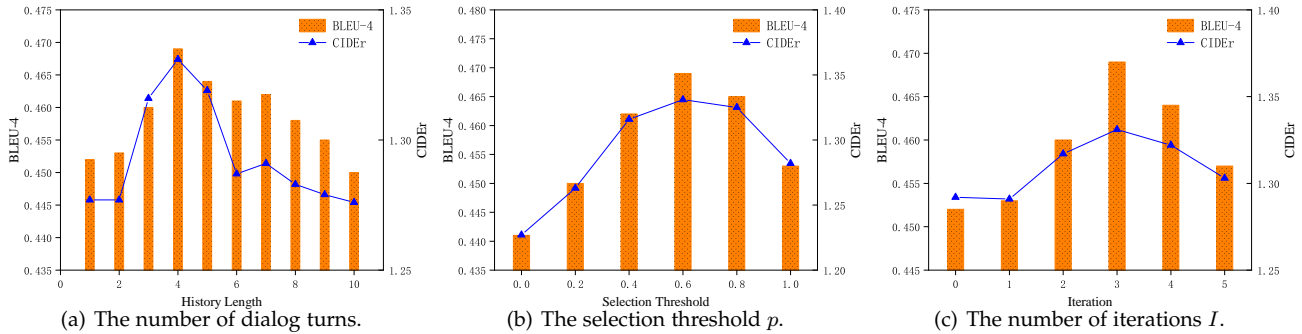 0.475
0.470
0.465
0.460
0.455
0.450
0.445
0.440
0.435
BLEU-4
0 2 4 6 8 10
History Length
1.35
1.30
1.25
CIDEr
BLEU-4
CIDEr
(a) The number of dialog turns.
0.480
0.475
0.470
0.465
0.460
0.455
0.450
0.445
0.440
0.435
BLEU-4
0.0 0.2 0.4 0.6 0.8 1.0
Selection Threshold
1.40
1.35
1.30
1.25
1.20
CIDEr
BLEU-4
CIDEr
(b) The selection threshold p.
0.475
0.470
0.465
0.460
0.455
0.450
0.445
BLEU-4
0 1 2 3 4 5
Iteration
1.40
1.35
1.30
1.25
CIDEr
BLEU-4
CIDEr
(c) The number of iterations I.